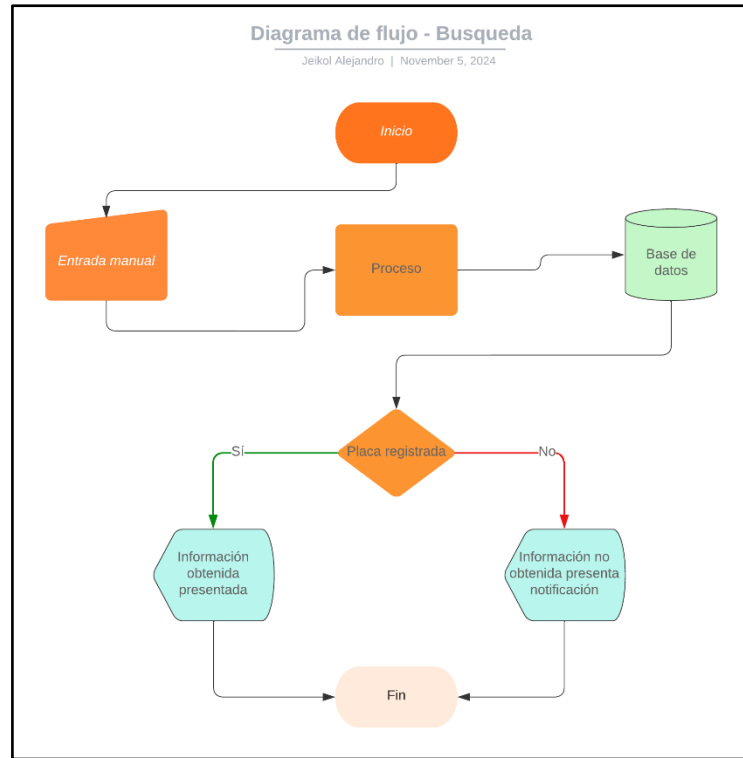 Diagrama de flujo - Busqueda
Jeikol Alejandro | November 5, 2024
Inicio
Entrada manual
Proceso
Base de
datos
Placa registrada
Sí
No
Información
obtenida
presentada
Información no
obtenida presenta
notificación
Fin